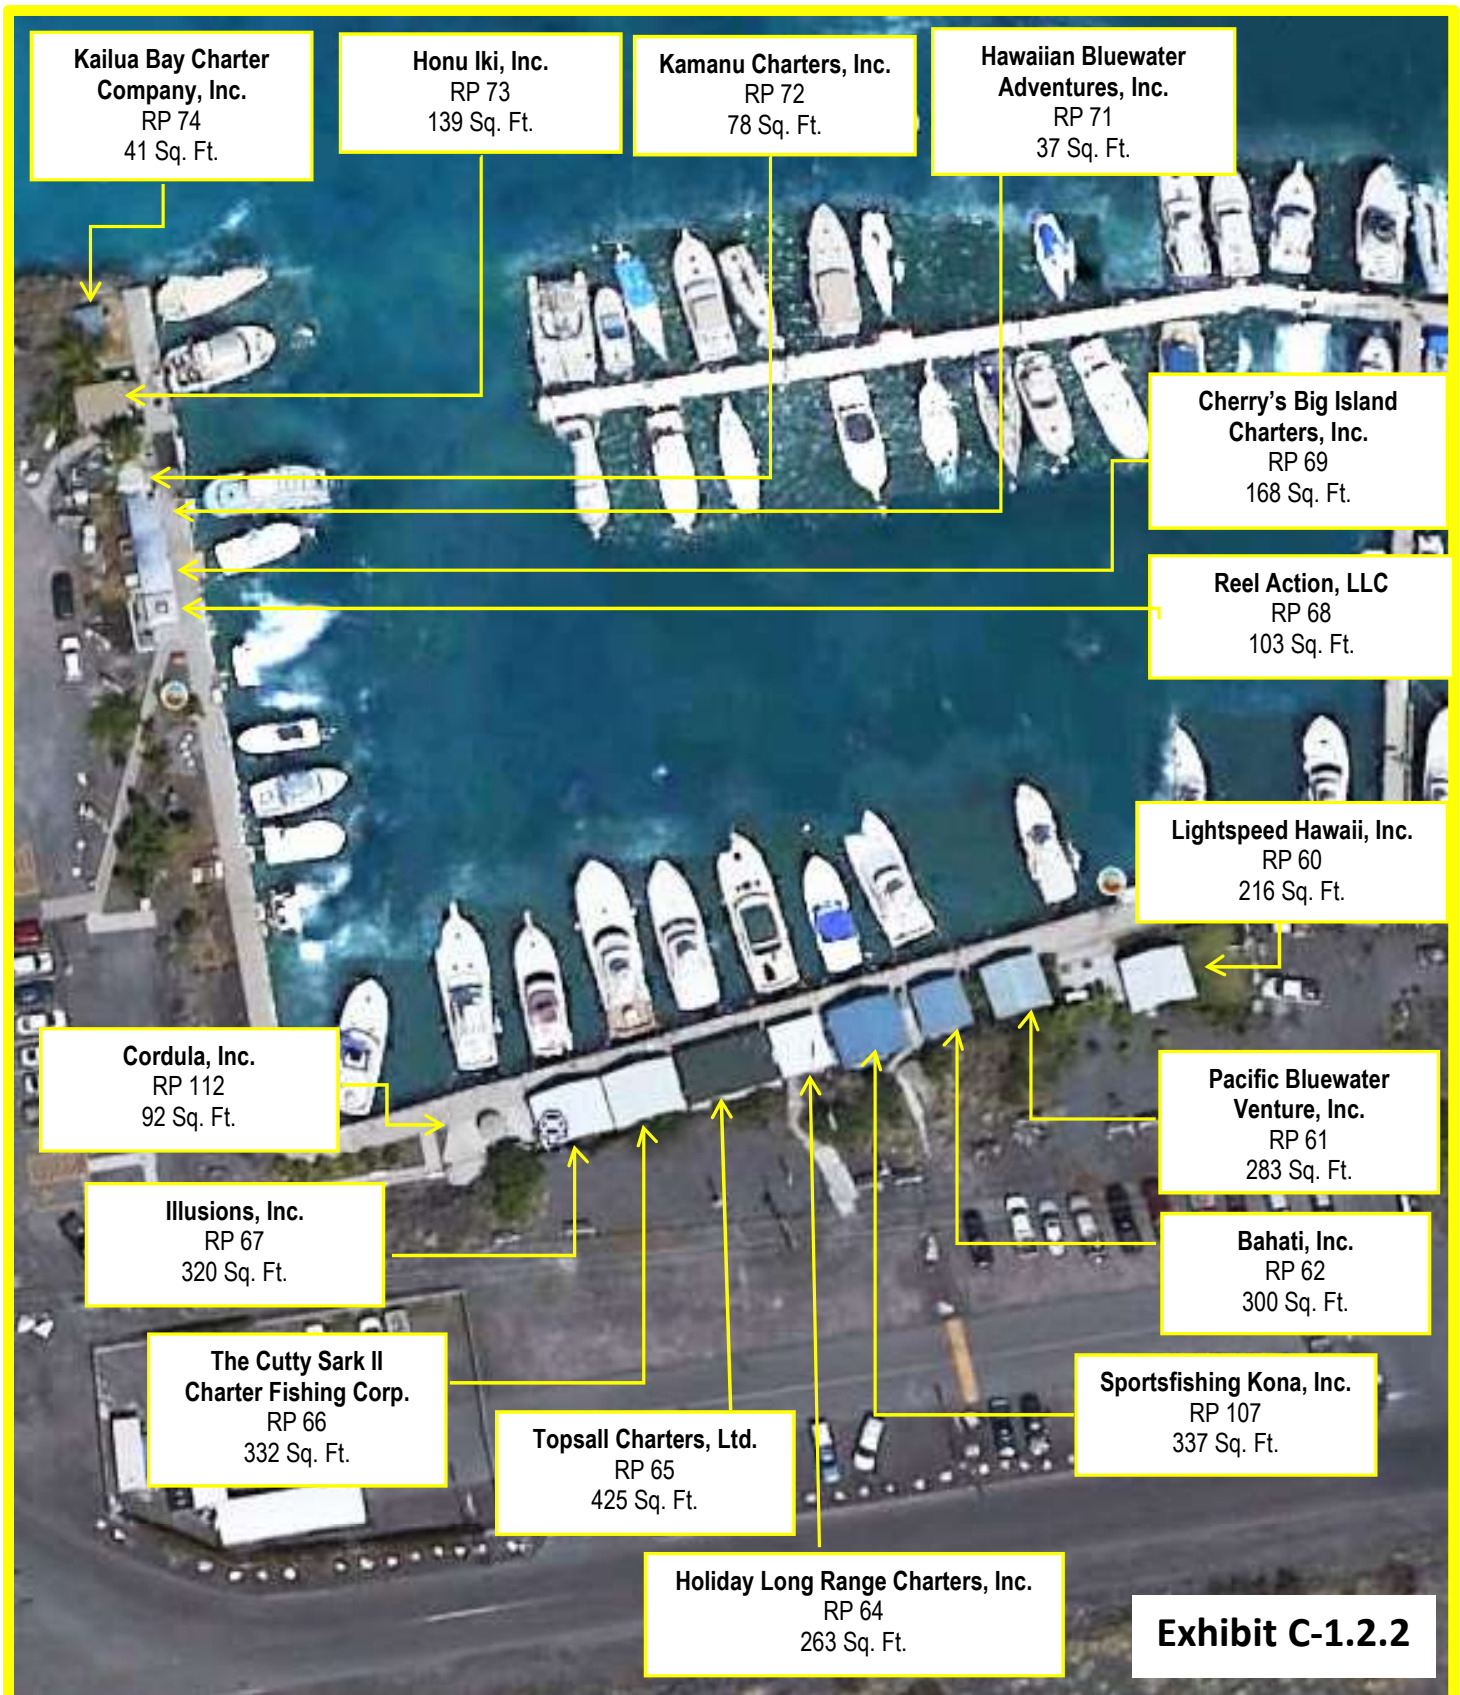 Kailua Bay Charter
Company, Inc.
RP 74
41 Sq. Ft.
Honu Iki, Inc.
RP 73
139 Sq. Ft.
Kamanu Charters, Inc.
RP 72
78 Sq. Ft.
Hawaiian Bluewater
Adventures, Inc.
RP 71
37 Sq. Ft.
Cherry’s Big Island
Charters, Inc.
RP 69
168 Sq. Ft.
Reel Action, LLC
RP 68
103 Sq. Ft.
Lightspeed Hawaii, Inc.
RP 60
216 Sq. Ft.
Cordula, Inc.
RP 112
92 Sq. Ft.
Pacific Bluewater
Venture, Inc.
RP 61
283 Sq. Ft.
Illusions, Inc.
RP 67
320 Sq. Ft.
Bahati, Inc.
RP 62
300 Sq. Ft.
The Cutty Sark II
Charter Fishing Corp.
RP 66
332 Sq. Ft.
Sportsfishing Kona, Inc.
RP 107
337 Sq. Ft.
Topsall Charters, Ltd.
RP 65
425 Sq. Ft.
Holiday Long Range Charters, Inc.
RP 64
263 Sq. Ft.
Exhibit C-1.2.2